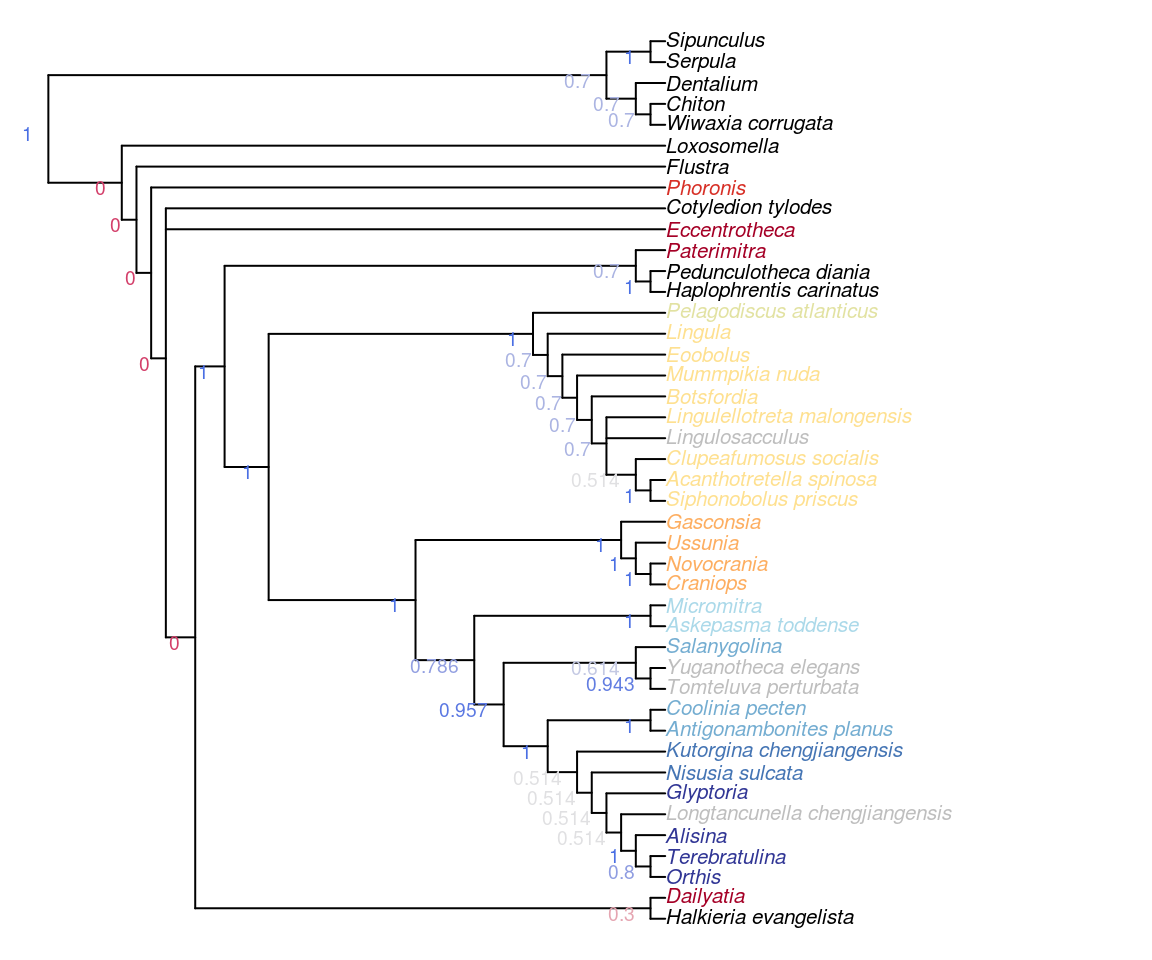 Sipunculus
1
Serpula
0.7
Dentalium
0.7
Chiton
0.7
Wiwaxia corrugata
1
Loxosomella
Flustra
0
Phoronis
Cotyledion tylodes
0
Eccentrotheca
Paterimitra
0.7
Pedunculotheca diania
0
1
Haplophrentis carinatus
Pelagodiscus atlanticus
1
Lingula
0.7
Eoobolus
0
1
Mummpikia nuda
0.7
Botsfordia
0.7
Lingulellotreta malongensis
0.7
Lingulosacculus
0.7
Clupeafumosus socialis
1
0.514
Acanthotretella spinosa
1
Siphonobolus priscus
Gasconsia
1
Ussunia
1
Novocrania
1
Craniops
1
Micromitra
1
Askepasma toddense
0
Salanygolina
0.786
0.614
Yuganotheca elegans
0.943
Tomteluva perturbata
0.957
Coolinia pecten
1
Antigonambonites planus
1
Kutorgina chengjiangensis
0.514
Nisusia sulcata
0.514
Glyptoria
0.514
Longtancunella chengjiangensis
0.514
Alisina
1
Terebratulina
0.8
Orthis
Dailyatia
0.3
Halkieria evangelista